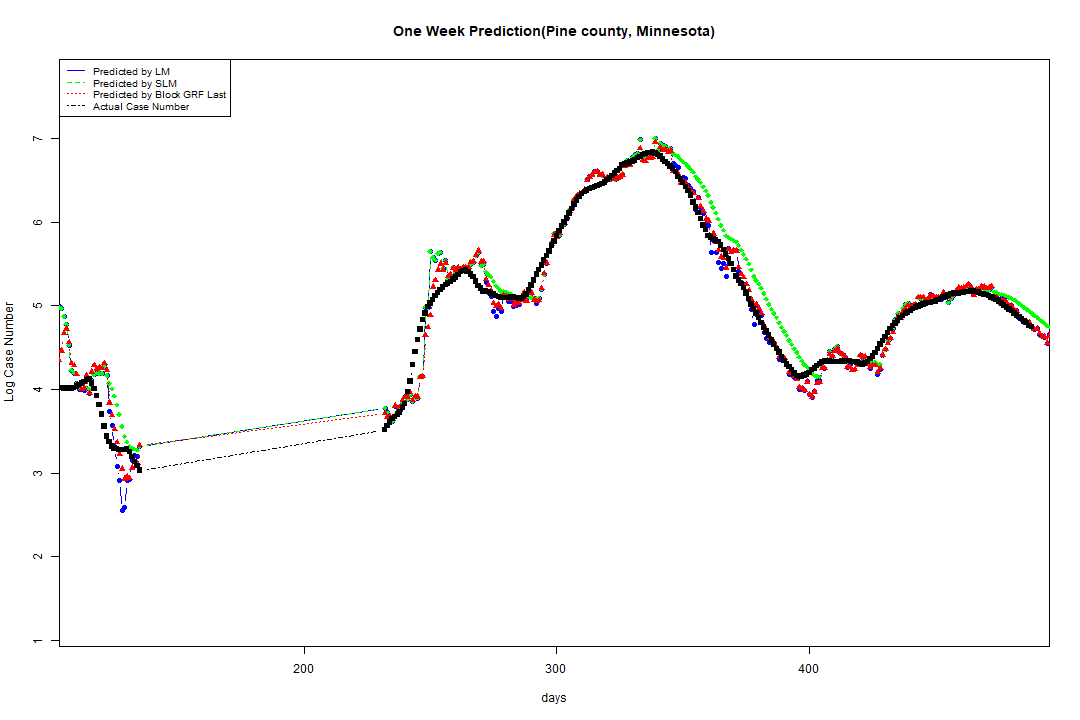 One Week Prediction(Pine county, Minnesota)
Predicted by LM
Predicted by SLM
Predicted by Block GRF Last
Actual Case Number
7
6
5
4
3
2
1
Log Case Number
200
300
400
days